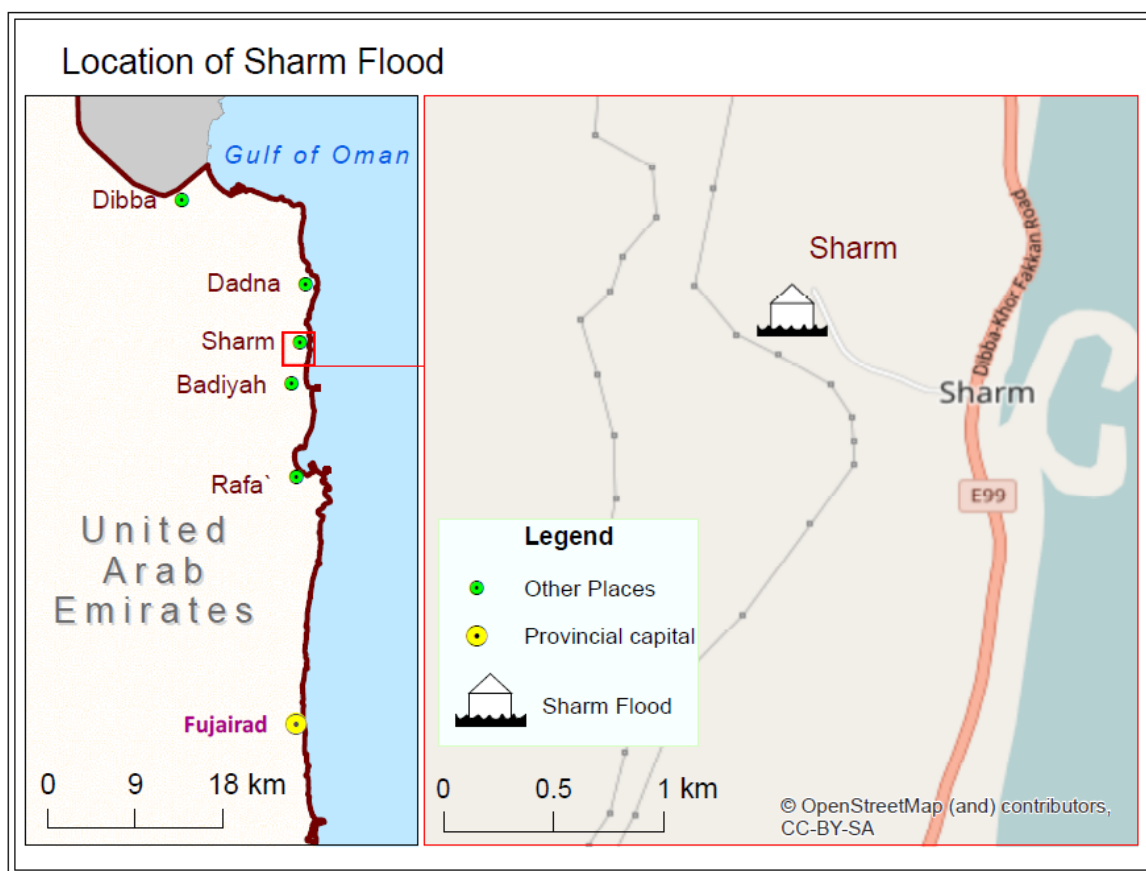 Location of Sharm Flood
Gulf of Oman
Dibba
Dadna
Sharm
Badiyah
Rafa`
United
Arab
Emirates
Fujairad
0 9 18 km
Sharm
Dibba-Khor Fakkan Road
Sharm
E99
Legend
Other Places
Provincial capital
Sharm Flood
0 0.5 1 km
© OpenStreetMap (and) contributors,
CC-BY-SA